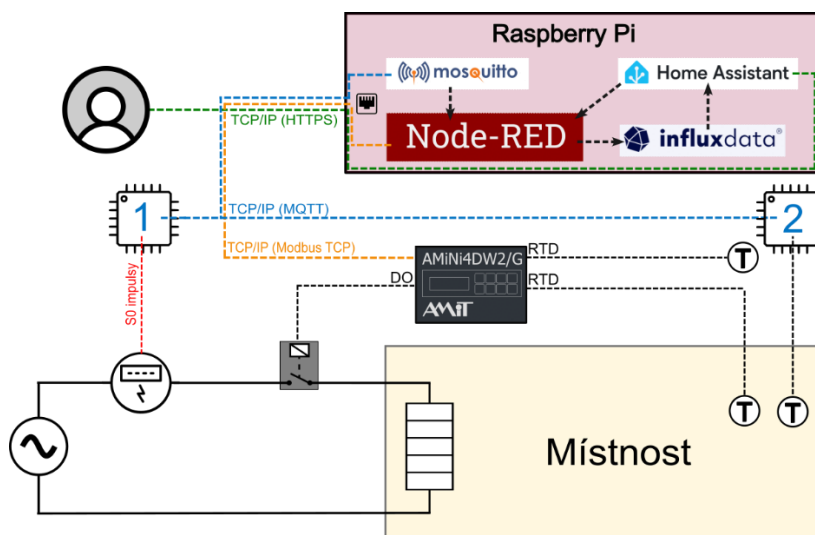 Raspberry Pi
mosquitto
Home Assistant
TCP/IP (HTTPS)
Node-RED
influxdata®
1
TCP/IP (MQTT)
2
TCP/IP (Modbus TCP)
AMiNi4DW2/G
RTD
T
DO
RTD
AMiT
S0 impulsy
T
T
Místnost